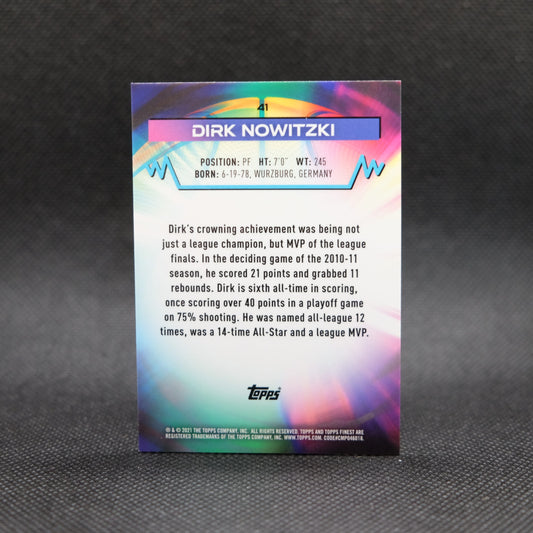 41
DIRK NOWITZKI
POSITION: PF HT: 7'0" WT: 245
BORN: 6-19-78, WURZBURG, GERMANY
Dirk's crowning achievement was being not
just a league champion, but MVP of the league
finals. In the deciding game of the 2010-11
season, he scored 21 points and grabbed 11
rebounds. Dirk is sixth all-time in scoring,
once scoring over 40 points in a playoff game
on 75% shooting. He was named all-league 12
times, was a 14-time All-Star and a league MVP.
Topps®
® & © 2021 THE TOPPS COMPANY, INC. ALL RIGHTS RESERVED. TOPPS AND TOPPS FINEST ARE
REGISTERED TRADEMARKS OF THE TOPPS COMPANY, INC. WWW.TOPPS.COM. CODE#CMP046018.